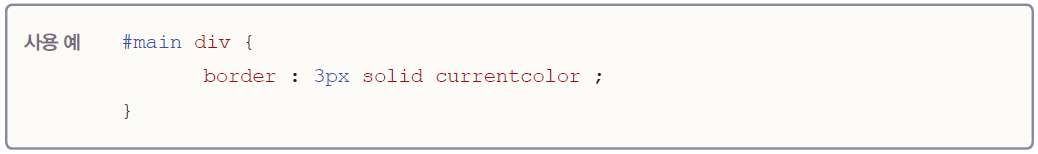 사용 예 #main div {
border : 3px solid currentcolor ;
}